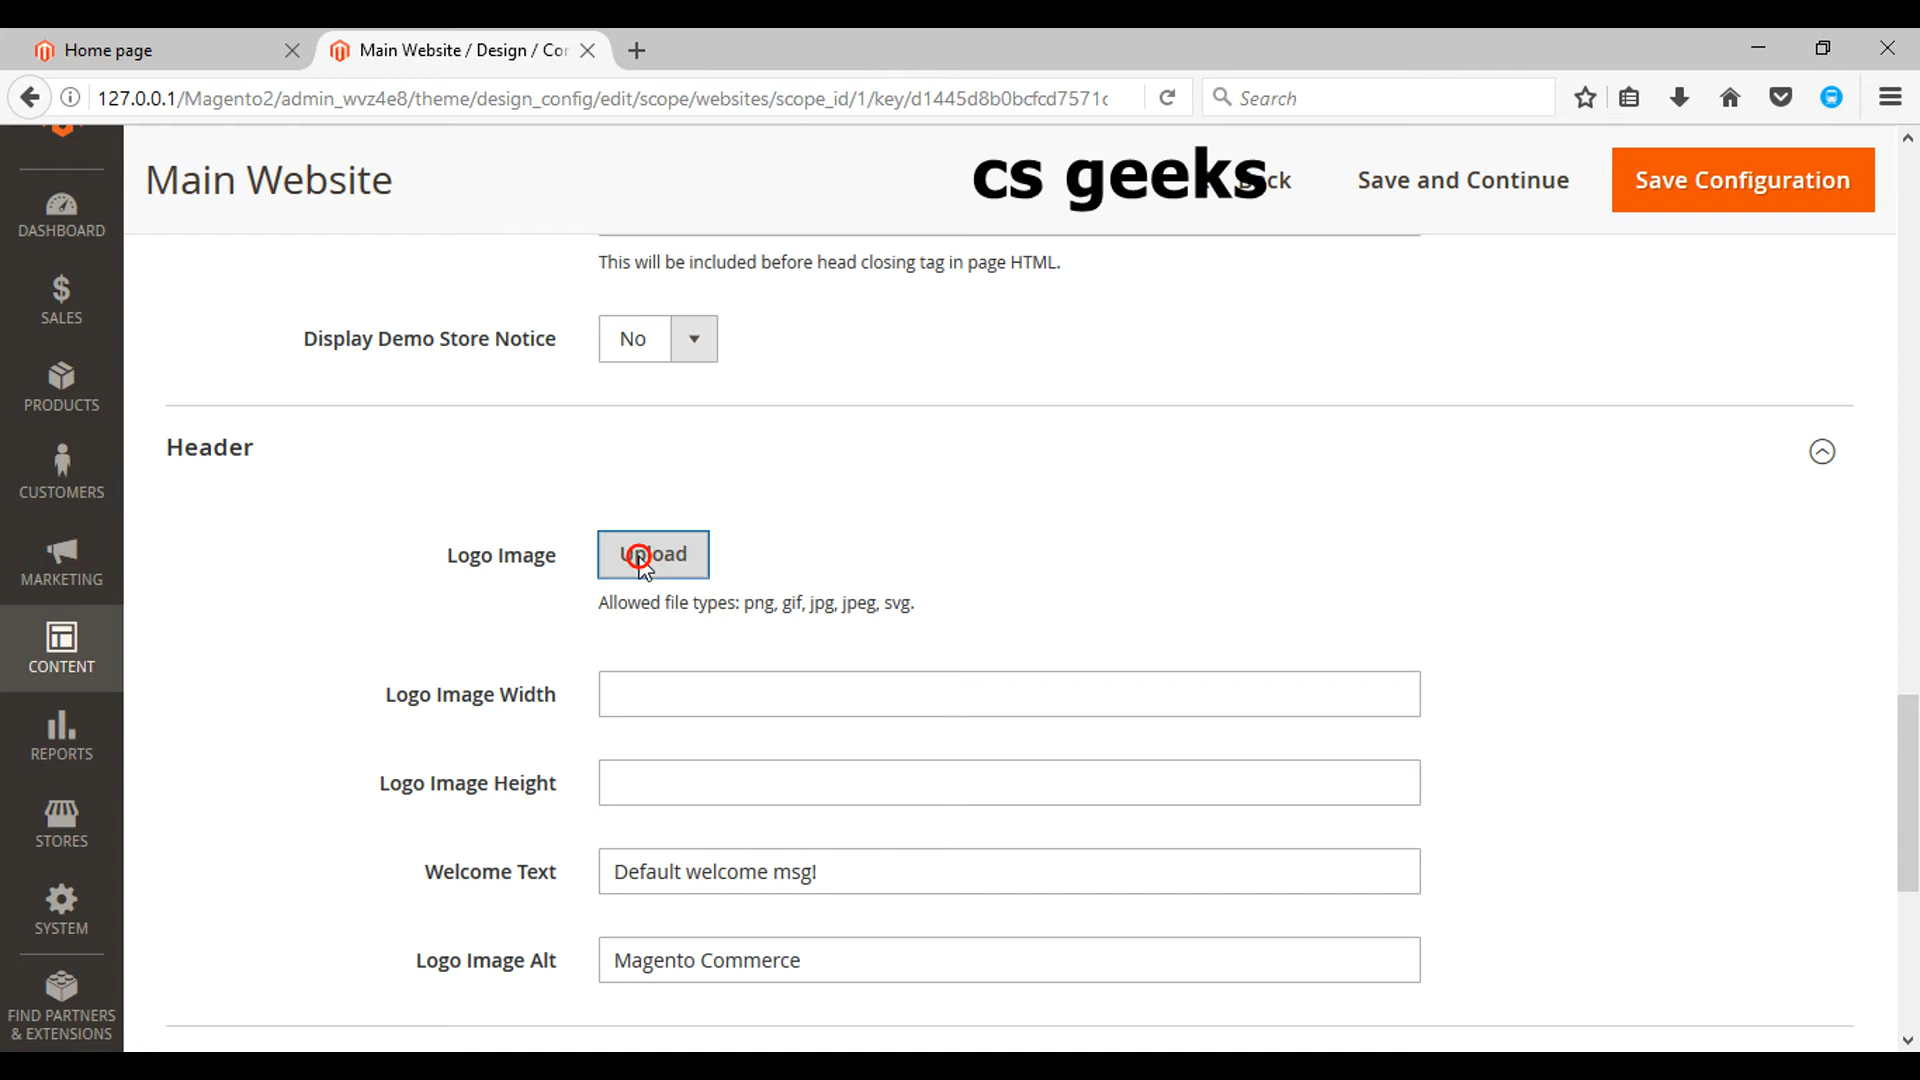 Home page
Main Website / Design / Cor
127.0.0.1/Magento2/admin_wvz4e8/theme/design_config/edit/scope/websites/scope_id/1/key/d1445d8b0bcfcd7571c
Search
Main Website
cs geeks
ck
Save and Continue
Save Configuration
DASHBOARD
SALES
PRODUCTS
CUSTOMERS
MARKETING
CONTENT
REPORTS
STORES
SYSTEM
FIND PARTNERS
& EXTENSIONS
This will be included before head closing tag in page HTML.
Display Demo Store Notice
No
Header
Logo Image
Upload
Allowed file types: png, gif, jpg, jpeg, svg.
Logo Image Width
Logo Image Height
Welcome Text
Default welcome msg!
Logo Image Alt
Magento Commerce